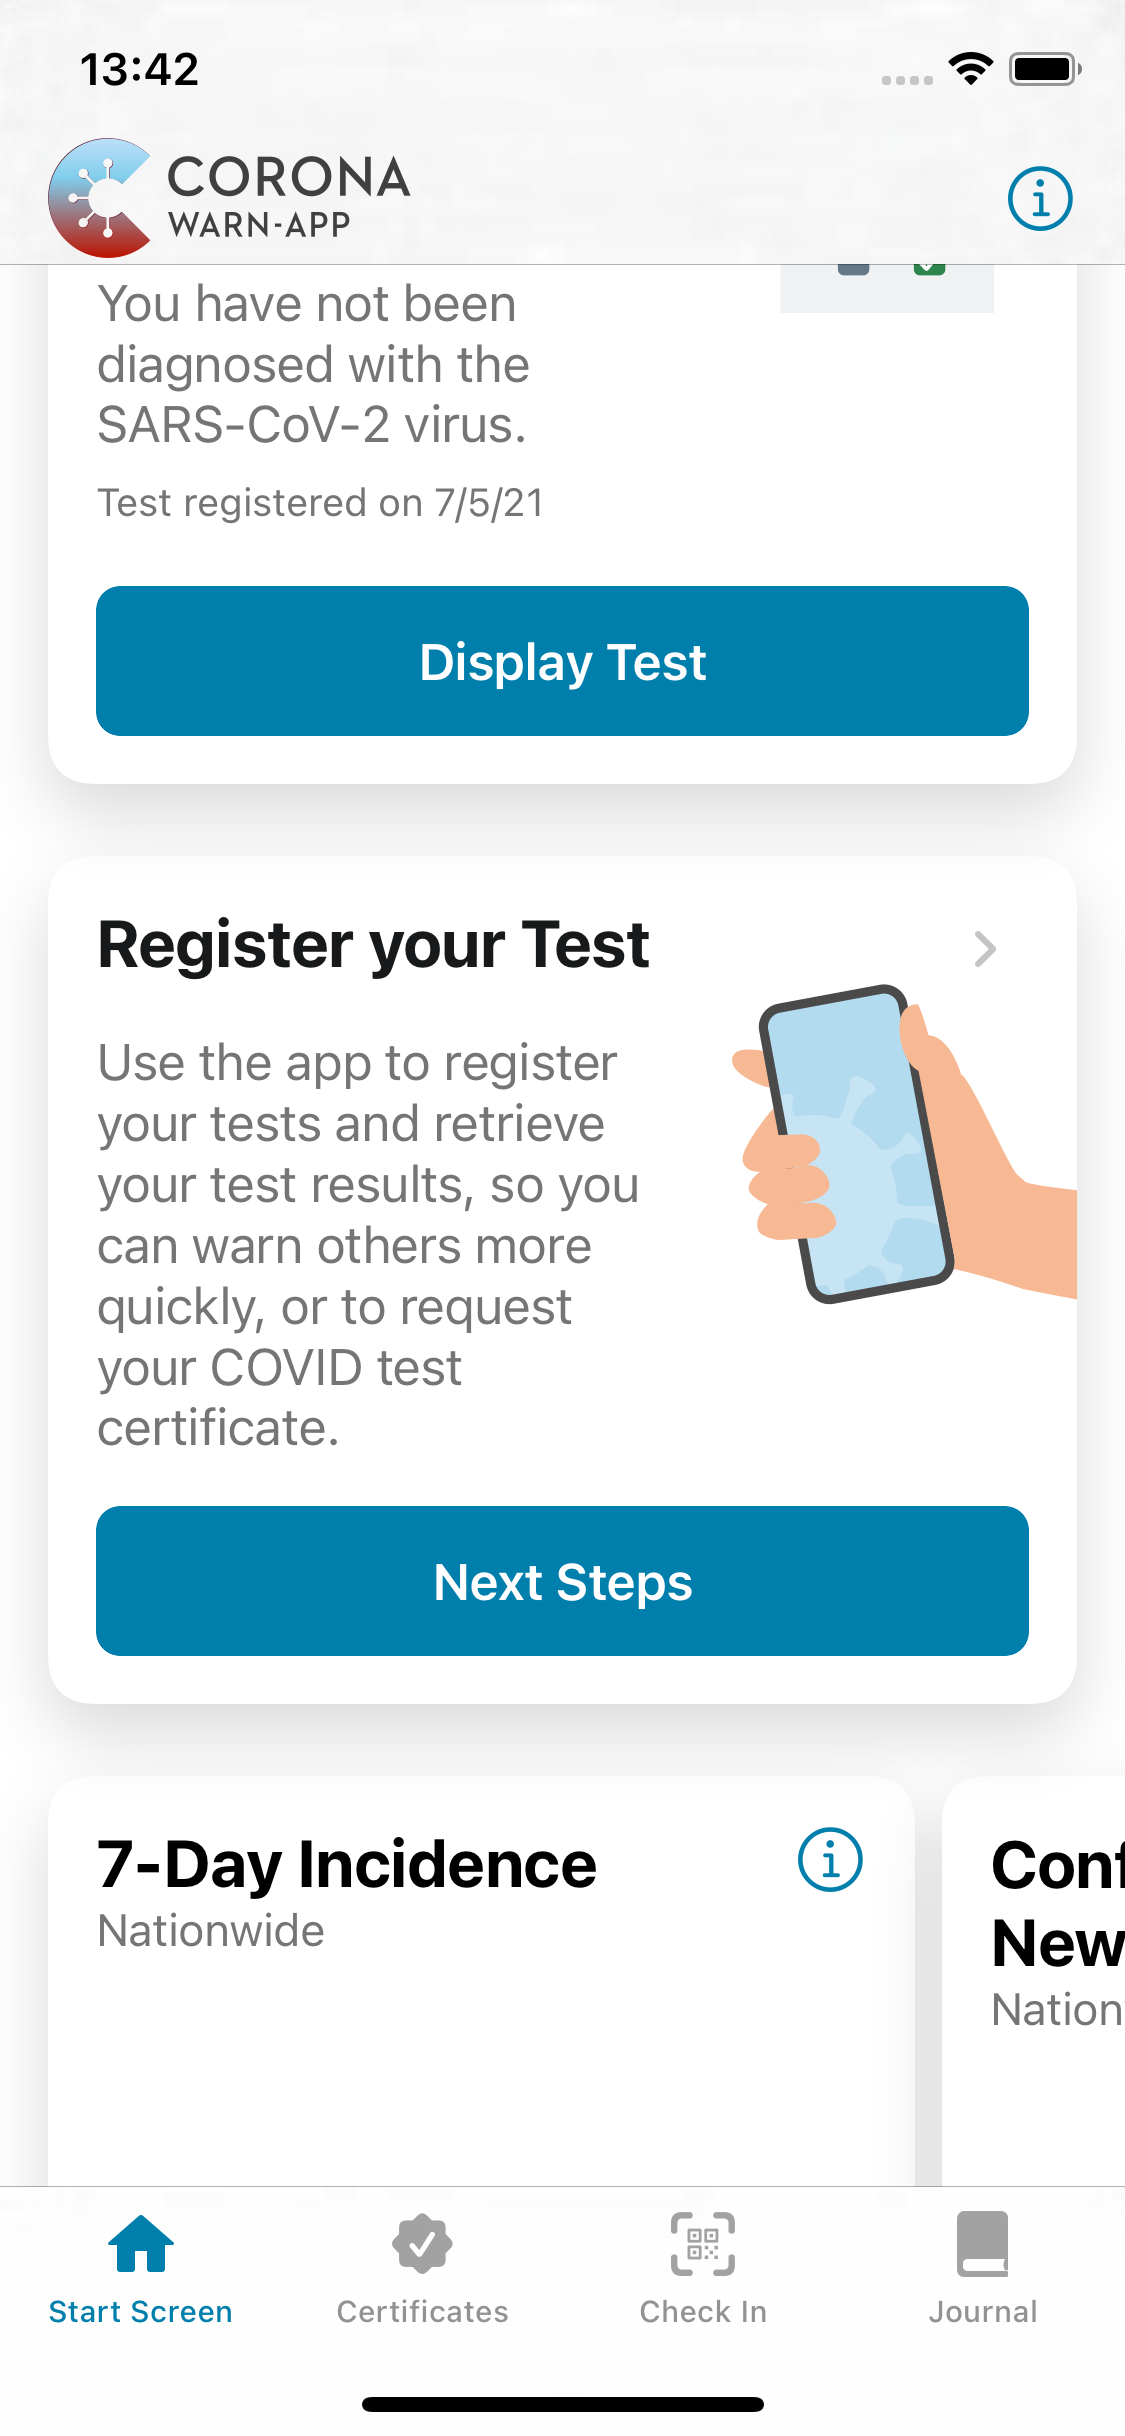 13:42
CORONA
WARN-APP
You have not been
diagnosed with the
SARS-CoV-2 virus.
Test registered on 7/5/21
Display Test
Register your Test
Use the app to register
your tests and retrieve
your test results, so you
can warn others more
quickly, or to request
your COVID test
certificate.
Next Steps
7-Day Incidence
Nationwide
New
Start Screen
Certificates
Check In
Journal